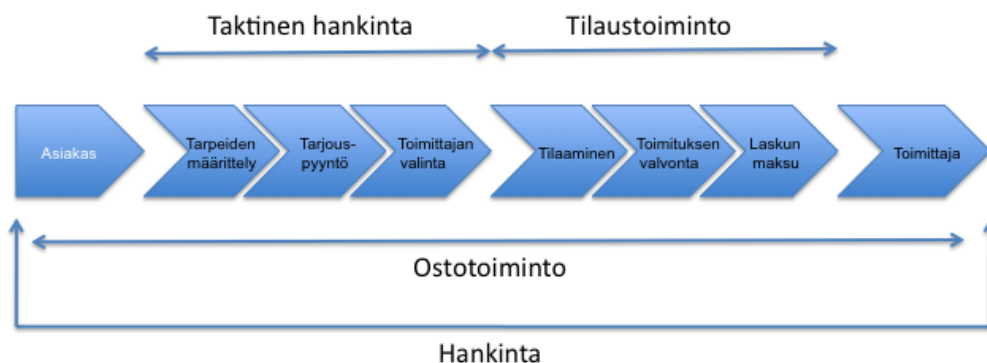 Taktinen hankinta
Tilaustoiminto
Asiakas
Tarpeiden
määrittely
Tarjous-
pyyntö
Toimittajan
valinta
Tilaaminen
Toimituksen
valvonta
Laskun
maksu
Toimittaja
Ostotoiminto
Hankinta